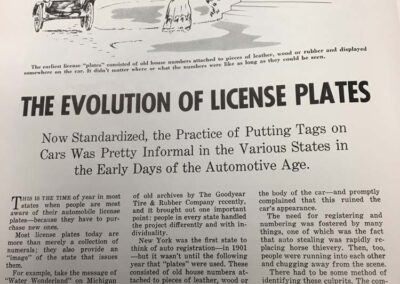 The earliest license "plates" consisted of old house numbers attached to pieces of leather, wood or rubber and displayed
somewhere on the car. It didn't matter where or what the numbers were like as long as they could be seen.
THE EVOLUTION OF LICENSE PLATES
Now Standardized, the Practice of Putting Tags on
Cars Was Pretty Informal in the Various States in
the Early Days of the Automotive Age.
THIS IS THE TIME of year in most
states when people are most
aware of their automobile license
plates—because they have to pur-
chase new ones.
Most license plates today are
more than merely a collection of
numerals; they also provide an
"image" of the state that issues
them.
For example, take the message of
"Water Wonderland" on Michigan
of old archives by The Goodyear
Tire & Rubber Company recently,
and it brought out one important
point: people in every state handled
the project differently and with in-
dividuality.
New York was the first state to
think of auto registration—in 1901
—but it wasn't until the following
year that "plates" were used. These
consisted of old house numbers at-
tached to pieces of leather, wood or
the body of the car—and promptly
complained that this ruined the
car's appearance.
The need for registering and
numbering was fostered by many
things, one of which was the fact
that auto stealing was rapidly re-
placing horse thievery. Then, too,
people were running into each other
and chugging away from the scene.
There had to be some method of
identifying these culprits. The com-